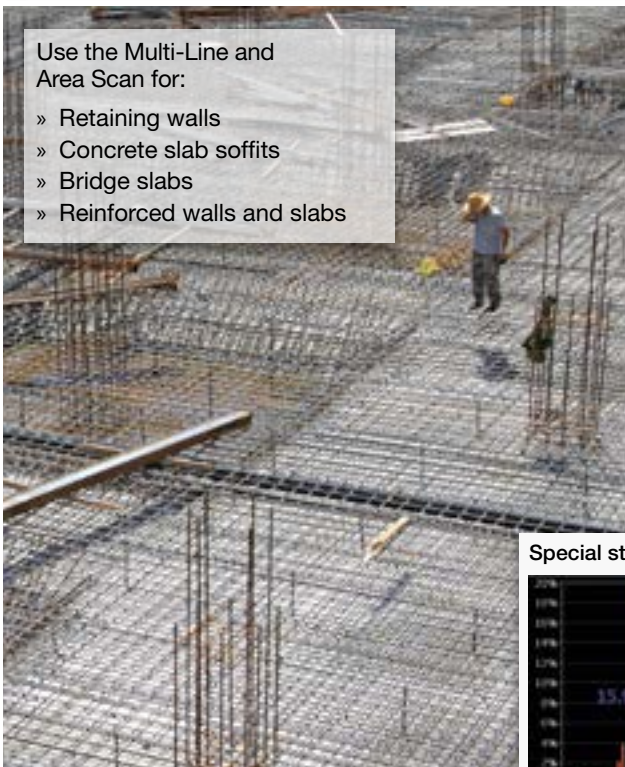 Use the Multi-Line and
Area Scan for:
» Retaining walls
» Concrete slab soffits
» Bridge slabs
» Reinforced walls and slabs
Special st
20%